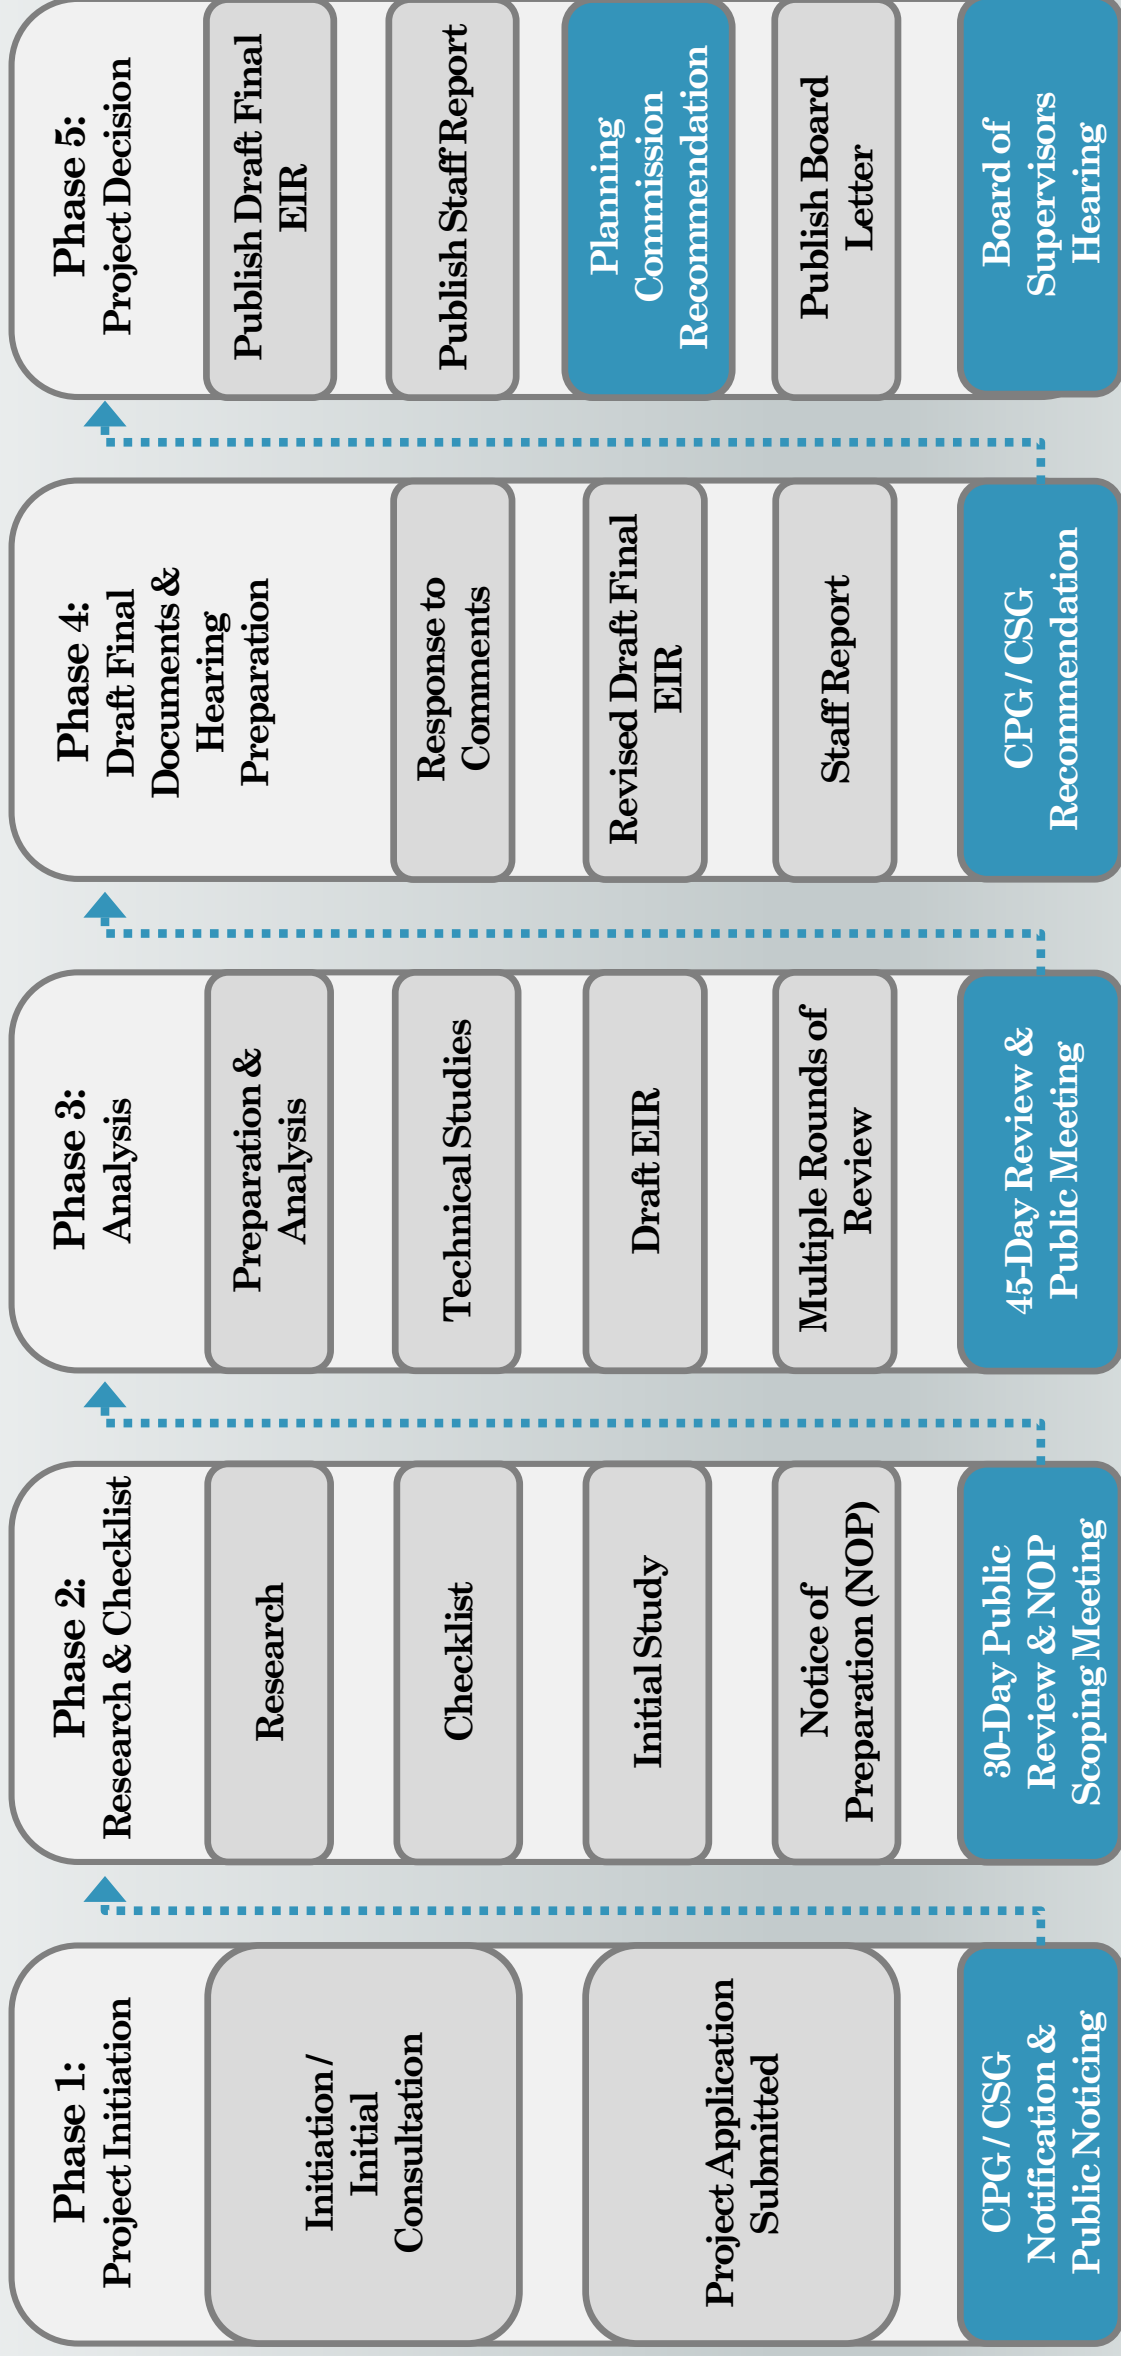 Phase 1:
Project Initiation
Initiation /
Initial
Consultation
Project Application
Submitted
CPG / CSG
Notification &
Public Noticing
Phase 2:
Research & Checklist
Research
Checklist
Initial Study
Notice of
Preparation (NOP)
30-Day Public
Review & NOP
Scoping Meeting
Phase 3:
Analysis
Preparation &
Analysis
Technical Studies
Draft EIR
Multiple Rounds of
Review
45-Day Review &
Public Meeting
Phase 4:
Draft Final
Documents &
Hearing
Preparation
Response to
Comments
Revised Draft Final
EIR
Staff Report
CPG / CSG
Recommendation
Phase 5:
Project Decision
Publish Draft Final
EIR
Publish Staff Report
Planning
Commission
Recommendation
Publish Board
Letter
Board of
Supervisors
Hearing